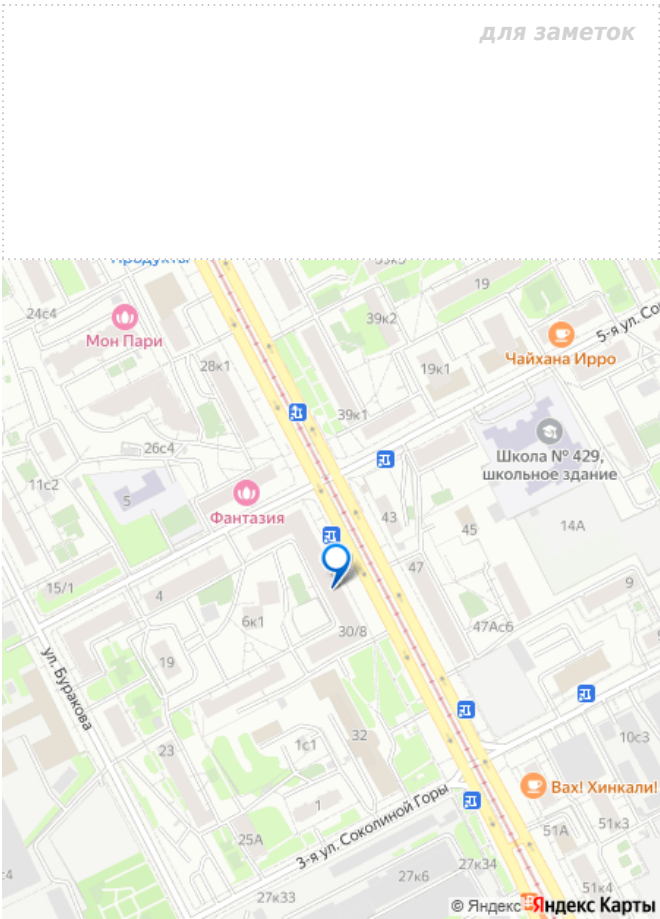 для заметок
Продукты
39к3
19
24с4
39к2
5-я ул. Со
Мон Пари
Чайхана Ирро
28к1
19к1
39к1
26с4
Школа № 429,
школьное здание
11с2
5
Фантазия
43
45
14А
47
15/1
4
9
6к1
30/8
47Ас6
ул. Буракова
19
1с1
32
10с3
23
Вах! Хинкали!
1
3-я ул. Соколиной Горы
25А
51А
51к3
27к34
27к6
27к33
51к4
© Яндекс Яндекс Карты